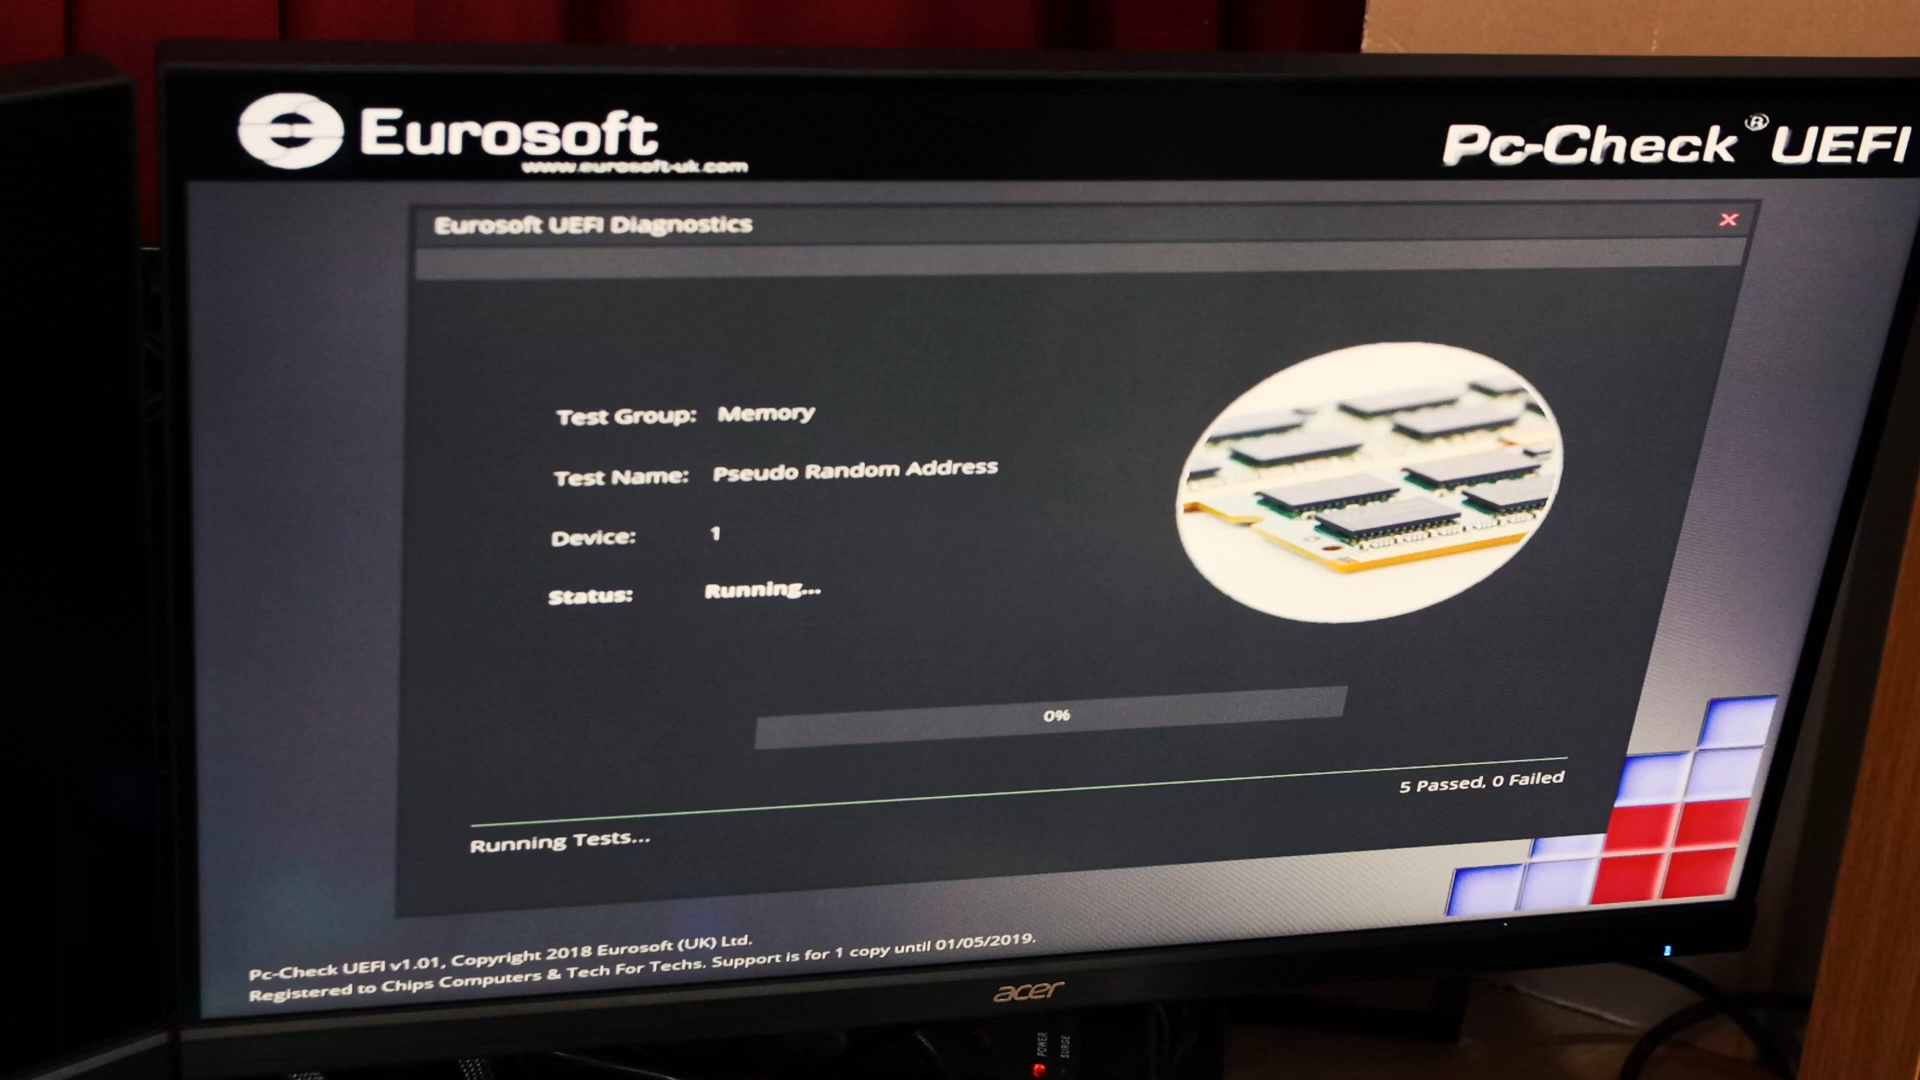 Eurosoft
www.eurosoft-uk.com
Pc-Check® UEFI
Eurosoft UEFI Diagnostics
Test Group: Memory
Test Name: Pseudo Random Address
Device: 1
Status: Running...
0%
5 Passed, 0 Failed
Running Tests...
Pc-Check UEFI v1.01, Copyright 2018 Eurosoft (UK) Ltd.
Registered to Chips Computers & Tech For Techs. Support is for 1 copy until 01/05/2019.
acer
POWER
SURGE